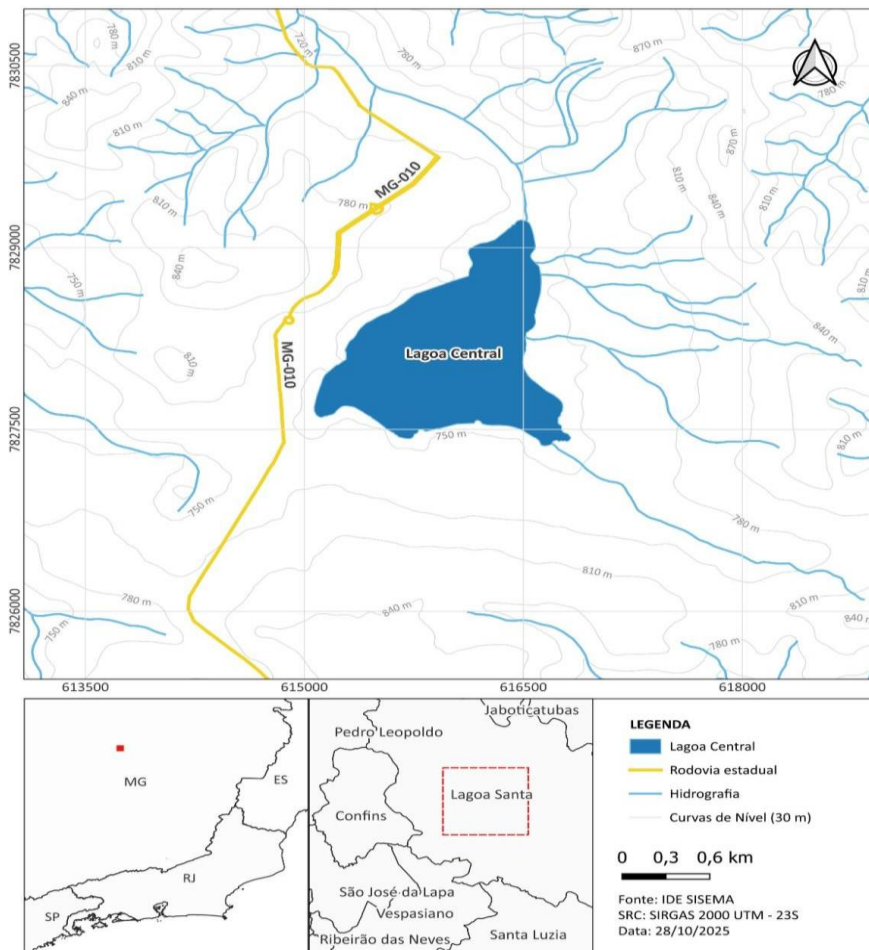 780 m
810 m
720 m
780 m
870 m
7830500
840 m
780 m
810 m
870 m
MG-010
810 m
780 m
810 m
840 m
810 m
7829000
840 m
750 m
810 m
840 m
Lagoa Central
MG-010
810 m
7827500
750 m
810 m
750 m
780 m
810 m
780 m
840 m
810 m
840 m
7826000
750 m
780 m
613500
615000
616500
618000
MG
ES
RJ
SP
Jaboticatubas
Pedro Leopoldo
Lagoa Santa
Confins
São José da Lapa
Vespasiano
Ribeirão das Neves
Santa Luzia
LEGENDA
Lagoa Central
Rodovia estadual
Hidrografia
Curvas de Nível (30 m)
0 0,3 0,6 km
Fonte: IDE SISEMA
SRC: SIRGAS 2000 UTM - 23S
Data: 28/10/2025